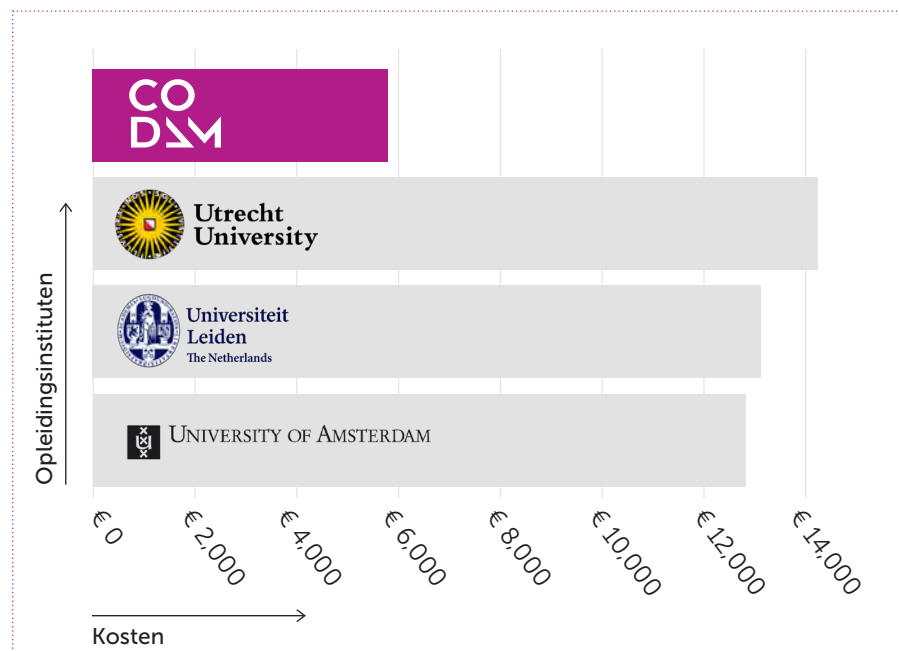 CO
DAM
Utrecht
University
Universiteit
Leiden
The Netherlands
UNIVERSITY OF AMSTERDAM
Opleidingsinstituten
€ 0
€ 2,000
€ 4,000
€ 6,000
€ 8,000
€ 10,000
€ 12,000
€ 14,000
Kosten